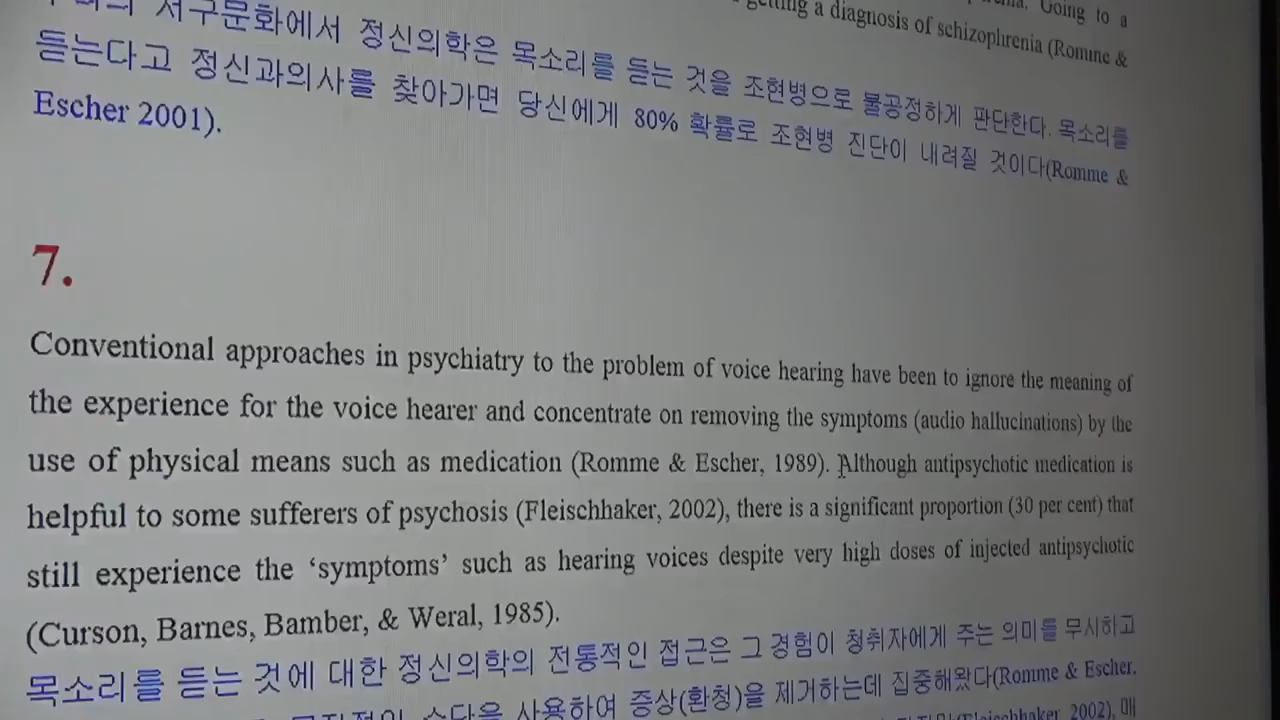 getting a diagnosis of schizophrenia (Romme &
서구문화에서 정신의학은 목소리를 듣는 것을 조현병으로 불공정하게 판단한다. 목소리를
듣는다고 정신과의사를 찾아가면 당신에게 80% 확률로 조현병 진단이 내려질 것이다(Romme &
Escher 2001).
7.
Conventional approaches in psychiatry to the problem of voice hearing have been to ignore the meaning of
the experience for the voice hearer and concentrate on removing the symptoms (audio hallucinations) by the
use of physical means such as medication (Romme & Escher, 1989). Although antipsychotic medication is
helpful to some sufferers of psychosis (Fleischhaker, 2002), there is a significant proportion (30 per cent) that
still experience the ‘symptoms’ such as hearing voices despite very high doses of injected antipsychotic
(Curson, Barnes, Bamber, & Weral, 1985).
목소리를 듣는 것에 대한 정신의학의 전통적인 접근은 그 경험이 청취자에게 주는 의미를 무시하고
수단을 사용하여 증상(환청)을 제거하는데 집중해왔다(Romme & Escher,